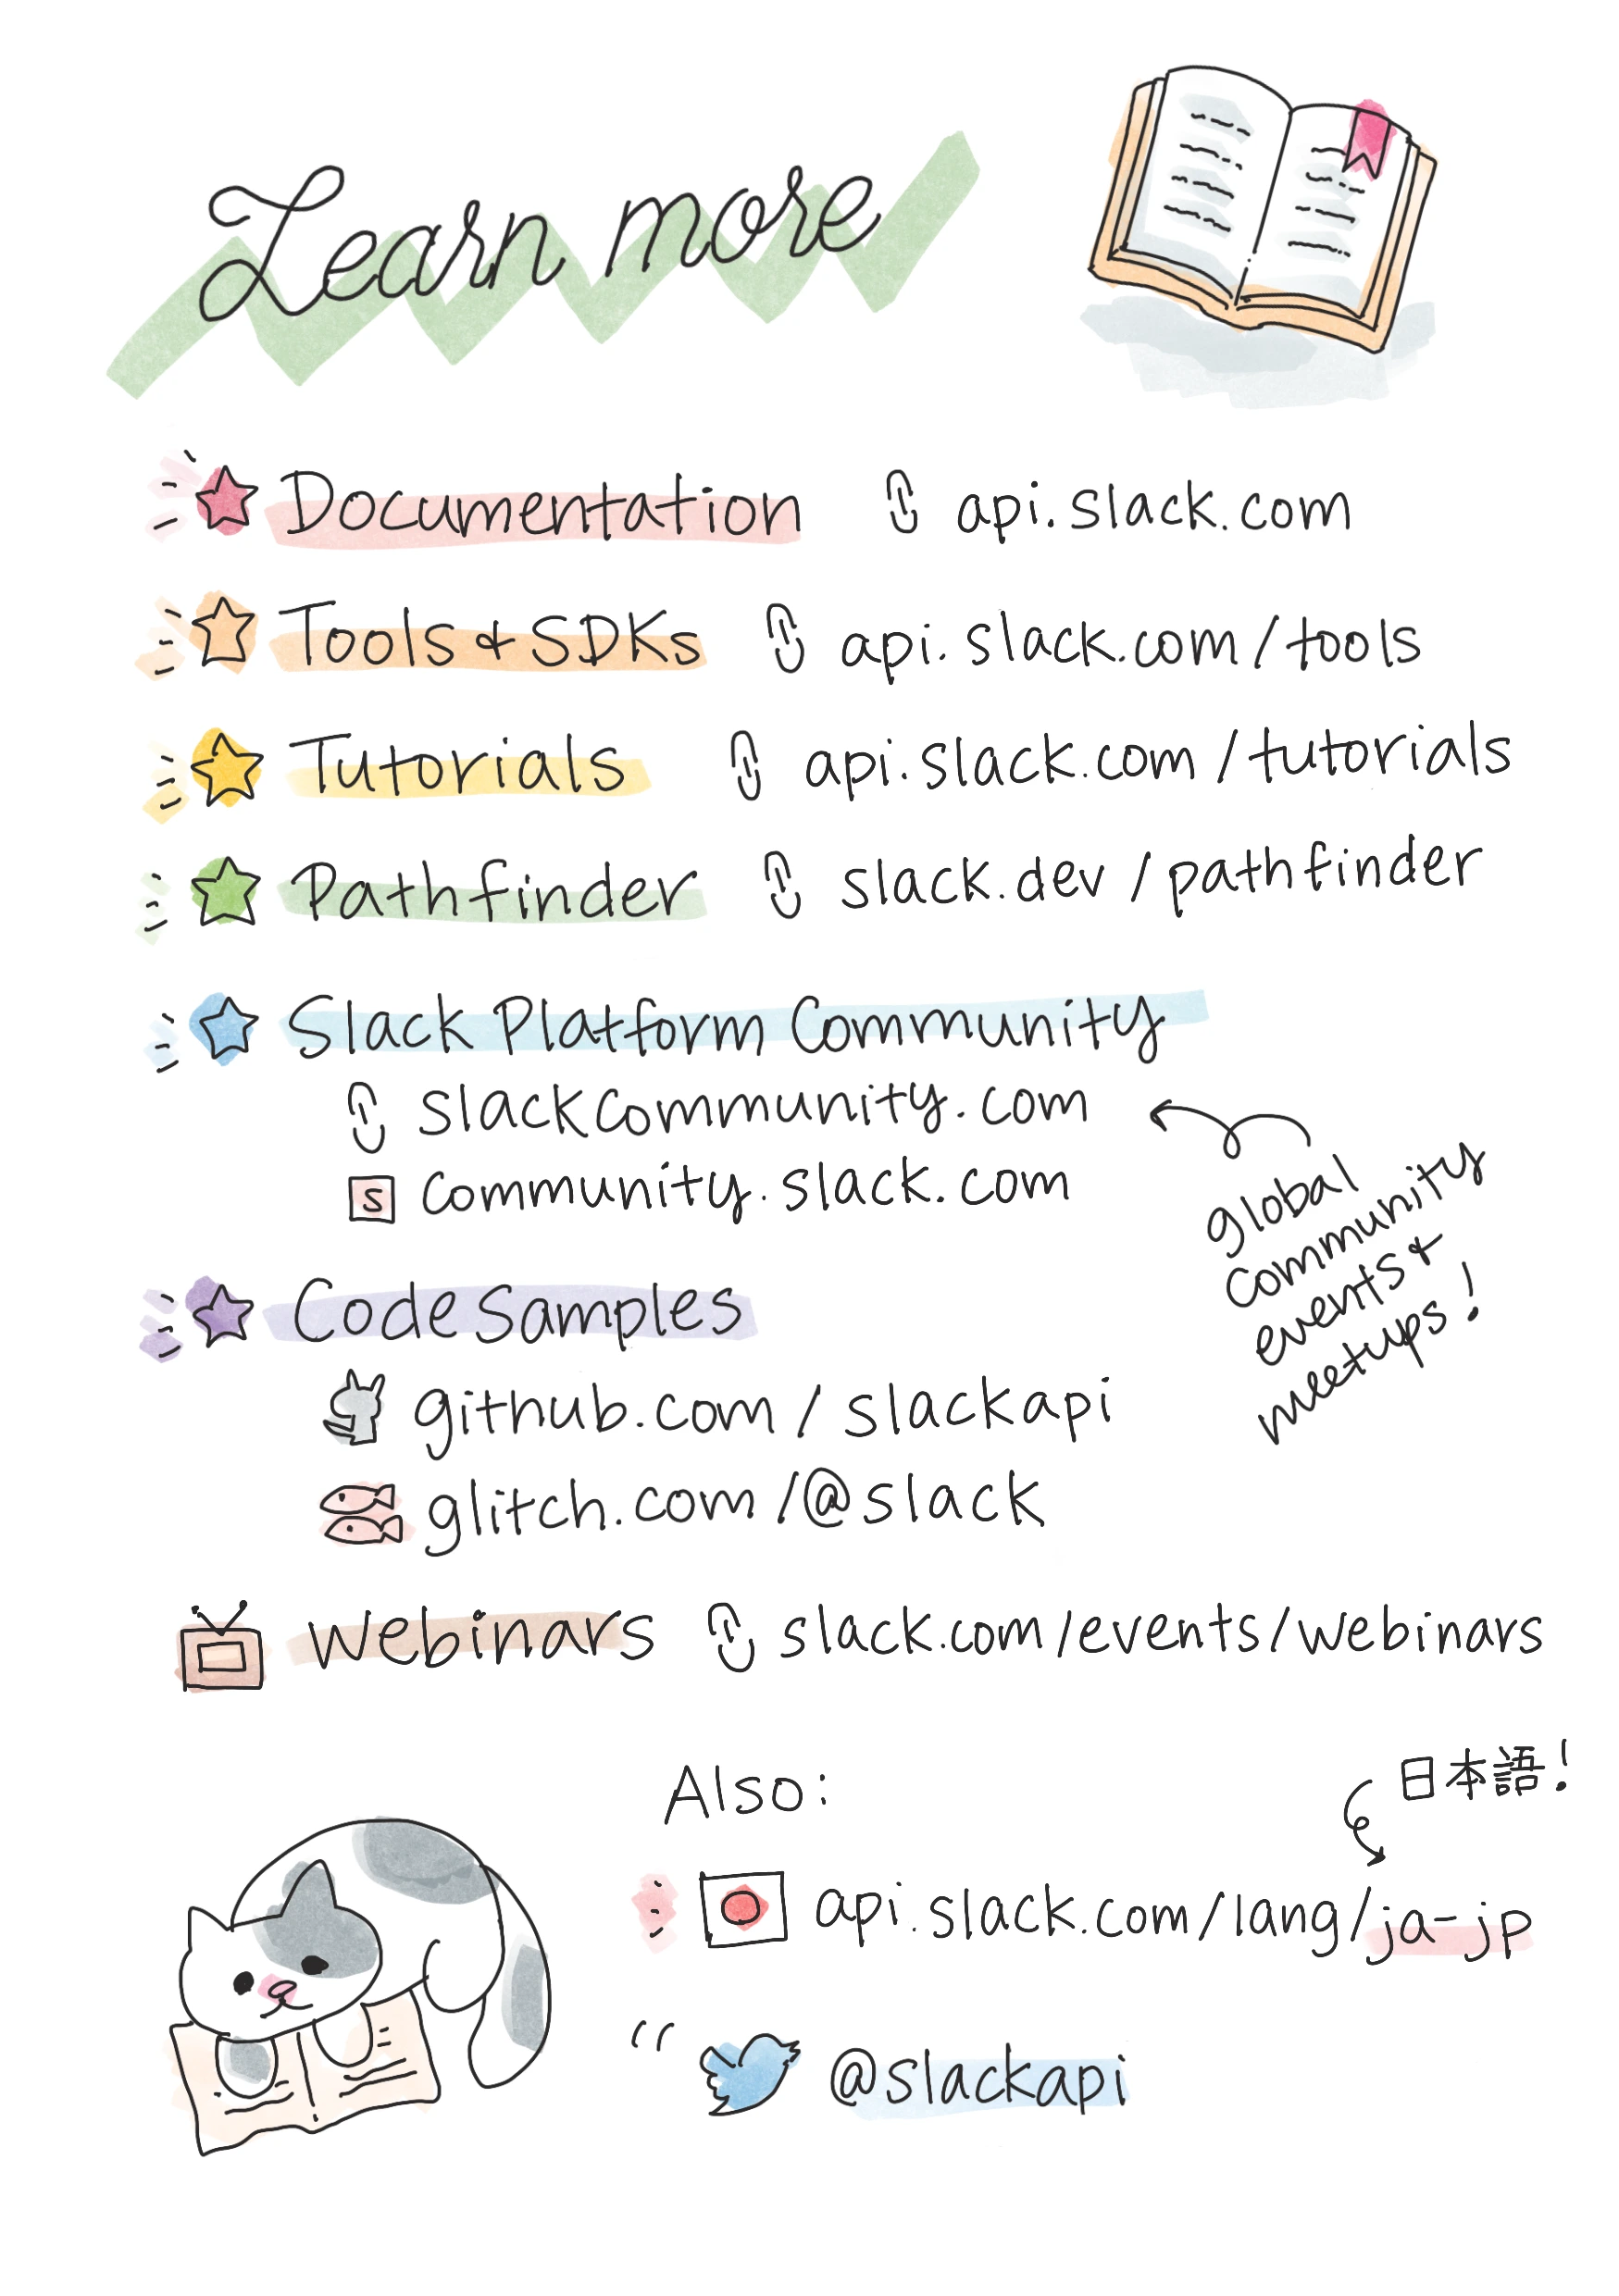 Learn more
Documentation api.slack.com
Tools & SDKs api.slack.com/tools
Tutorials api.slack.com/tutorials
Pathfinder slack.dev/pathfinder
Slack Platform Community
slackcommunity.com
S community.slack.com
global
community
events &
meetups!
Code Samples
github.com/slackapi
glitch.com/@slack
Webinars slack.com/events/webinars
Also:
日本語!
api.slack.com/lang/ja-jp
@slackapi